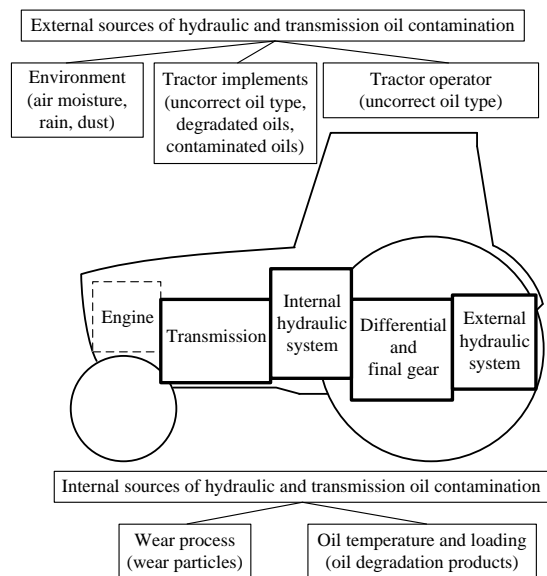 External sources of hydraulic and transmission oil contamination
Environment
(air moisture,
rain, dust)
Tractor implements
(uncorrect oil type,
degradated oils,
contaminated oils)
Tractor operator
(uncorrect oil type)
Engine
Transmission
Internal
hydraulic
system
Differential
and
final gear
External
hydraulic
system
Internal sources of hydraulic and transmission oil contamination
Wear process
(wear particles)
Oil temperature and loading
(oil degradation products)